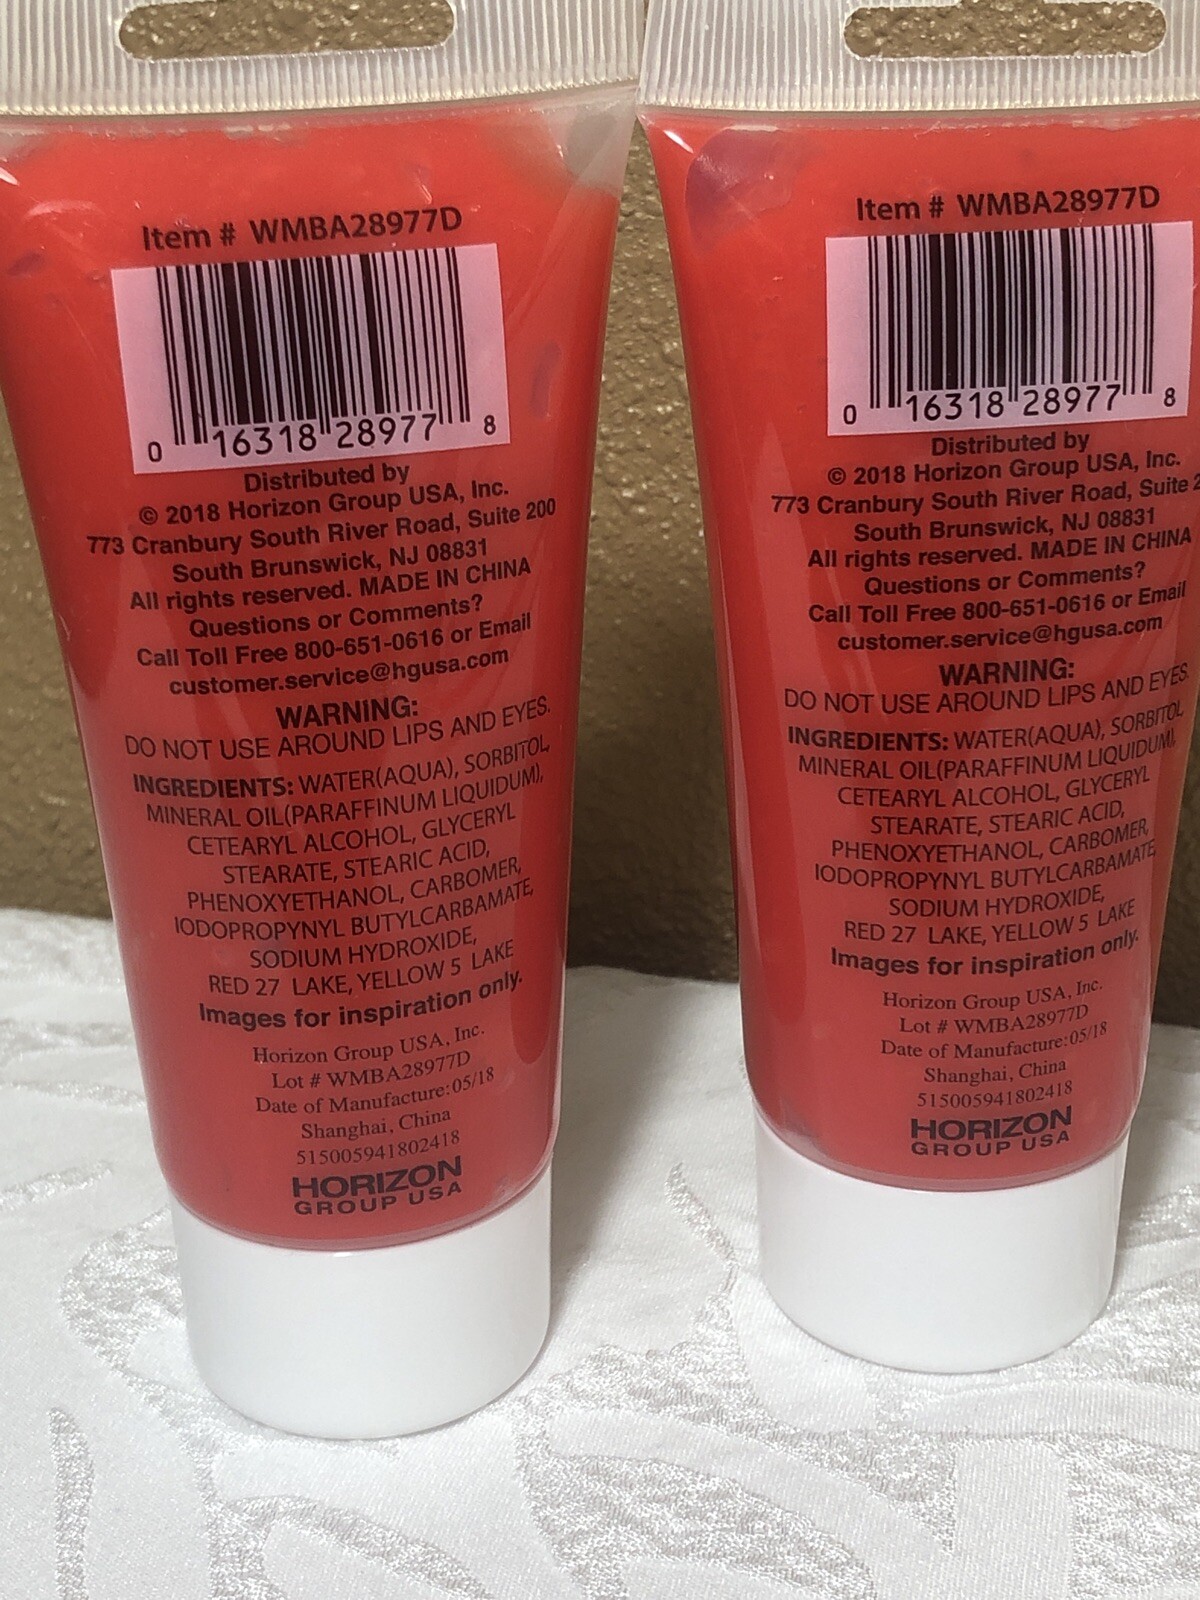 Item # WMBA28977D
0 16318 28977 8
Distributed by
© 2018 Horizon Group USA, Inc.
773 Cranbury South River Road, Suite 200
South Brunswick, NJ 08831
All rights reserved. MADE IN CHINA
Questions or Comments?
Call Toll Free 800-651-0616 or Email
customer.service@hgusa.com
WARNING:
DO NOT USE AROUND LIPS AND EYES.
INGREDIENTS: WATER(AQUA), SORBITOL,
MINERAL OIL(PARAFFINUM LIQUIDUM),
CETEARYL ALCOHOL, GLYCERYL
STEARATE, STEARIC ACID,
PHENOXYETHANOL, CARBOMER,
IODOPROPYNYL BUTYLCARBAMATE,
SODIUM HYDROXIDE,
RED 27 LAKE, YELLOW 5 LAKE
Images for inspiration only.
Horizon Group USA, Inc.
Lot # WMBA28977D
Date of Manufacture: 05/18
Shanghai, China
515005941802418
HORIZON
GROUP USA
Item # WMBA28977D
0 16318 28977 8
Distributed by
© 2018 Horizon Group USA, Inc.
773 Cranbury South River Road, Suite 2
South Brunswick, NJ 08831
All rights reserved. MADE IN CHINA
Questions or Comments?
Call Toll Free 800-651-0616 or Email
customer.service@hgusa.com
WARNING:
DO NOT USE AROUND LIPS AND EYES.
INGREDIENTS: WATER(AQUA), SORBITOL
MINERAL OIL(PARAFFINUM LIQUIDUM),
CETEARYL ALCOHOL, GLYCERYL
STEARATE, STEARIC ACID,
PHENOXYETHANOL, CARBOMER,
IODOPROPYNYL BUTYLCARBAMATE,
SODIUM HYDROXIDE,
RED 27 LAKE, YELLOW 5 LAKE
Images for inspiration only.
Horizon Group USA, Inc.
Lot # WMBA28977D
Date of Manufacture: 05/18
Shanghai, China
515005941802418
HORIZON
GROUP USA